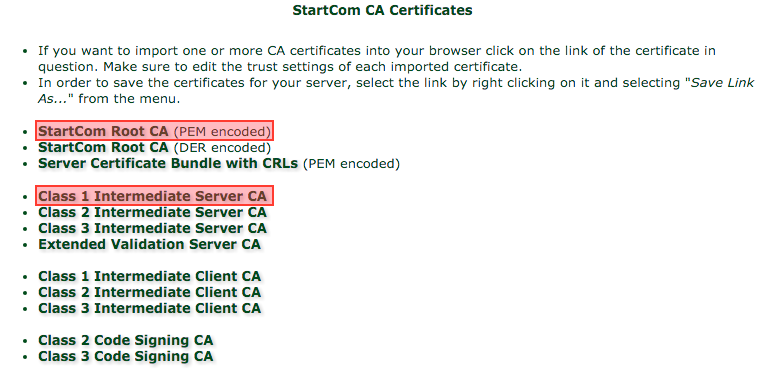 StartCom CA Certificates
• If you want to import one or more CA certificates into your browser click on the link of the certificate in
question. Make sure to edit the trust settings of each imported certificate.
• In order to save the certificates for your server, select the link by right clicking on it and selecting "Save Link
As..." from the menu.
• StartCom Root CA (PEM encoded)
• StartCom Root CA (DER encoded)
• Server Certificate Bundle with CRLs (PEM encoded)
• Class 1 Intermediate Server CA
• Class 2 Intermediate Server CA
• Class 3 Intermediate Server CA
• Extended Validation Server CA
• Class 1 Intermediate Client CA
• Class 2 Intermediate Client CA
• Class 3 Intermediate Client CA
• Class 2 Code Signing CA
• Class 3 Code Signing CA